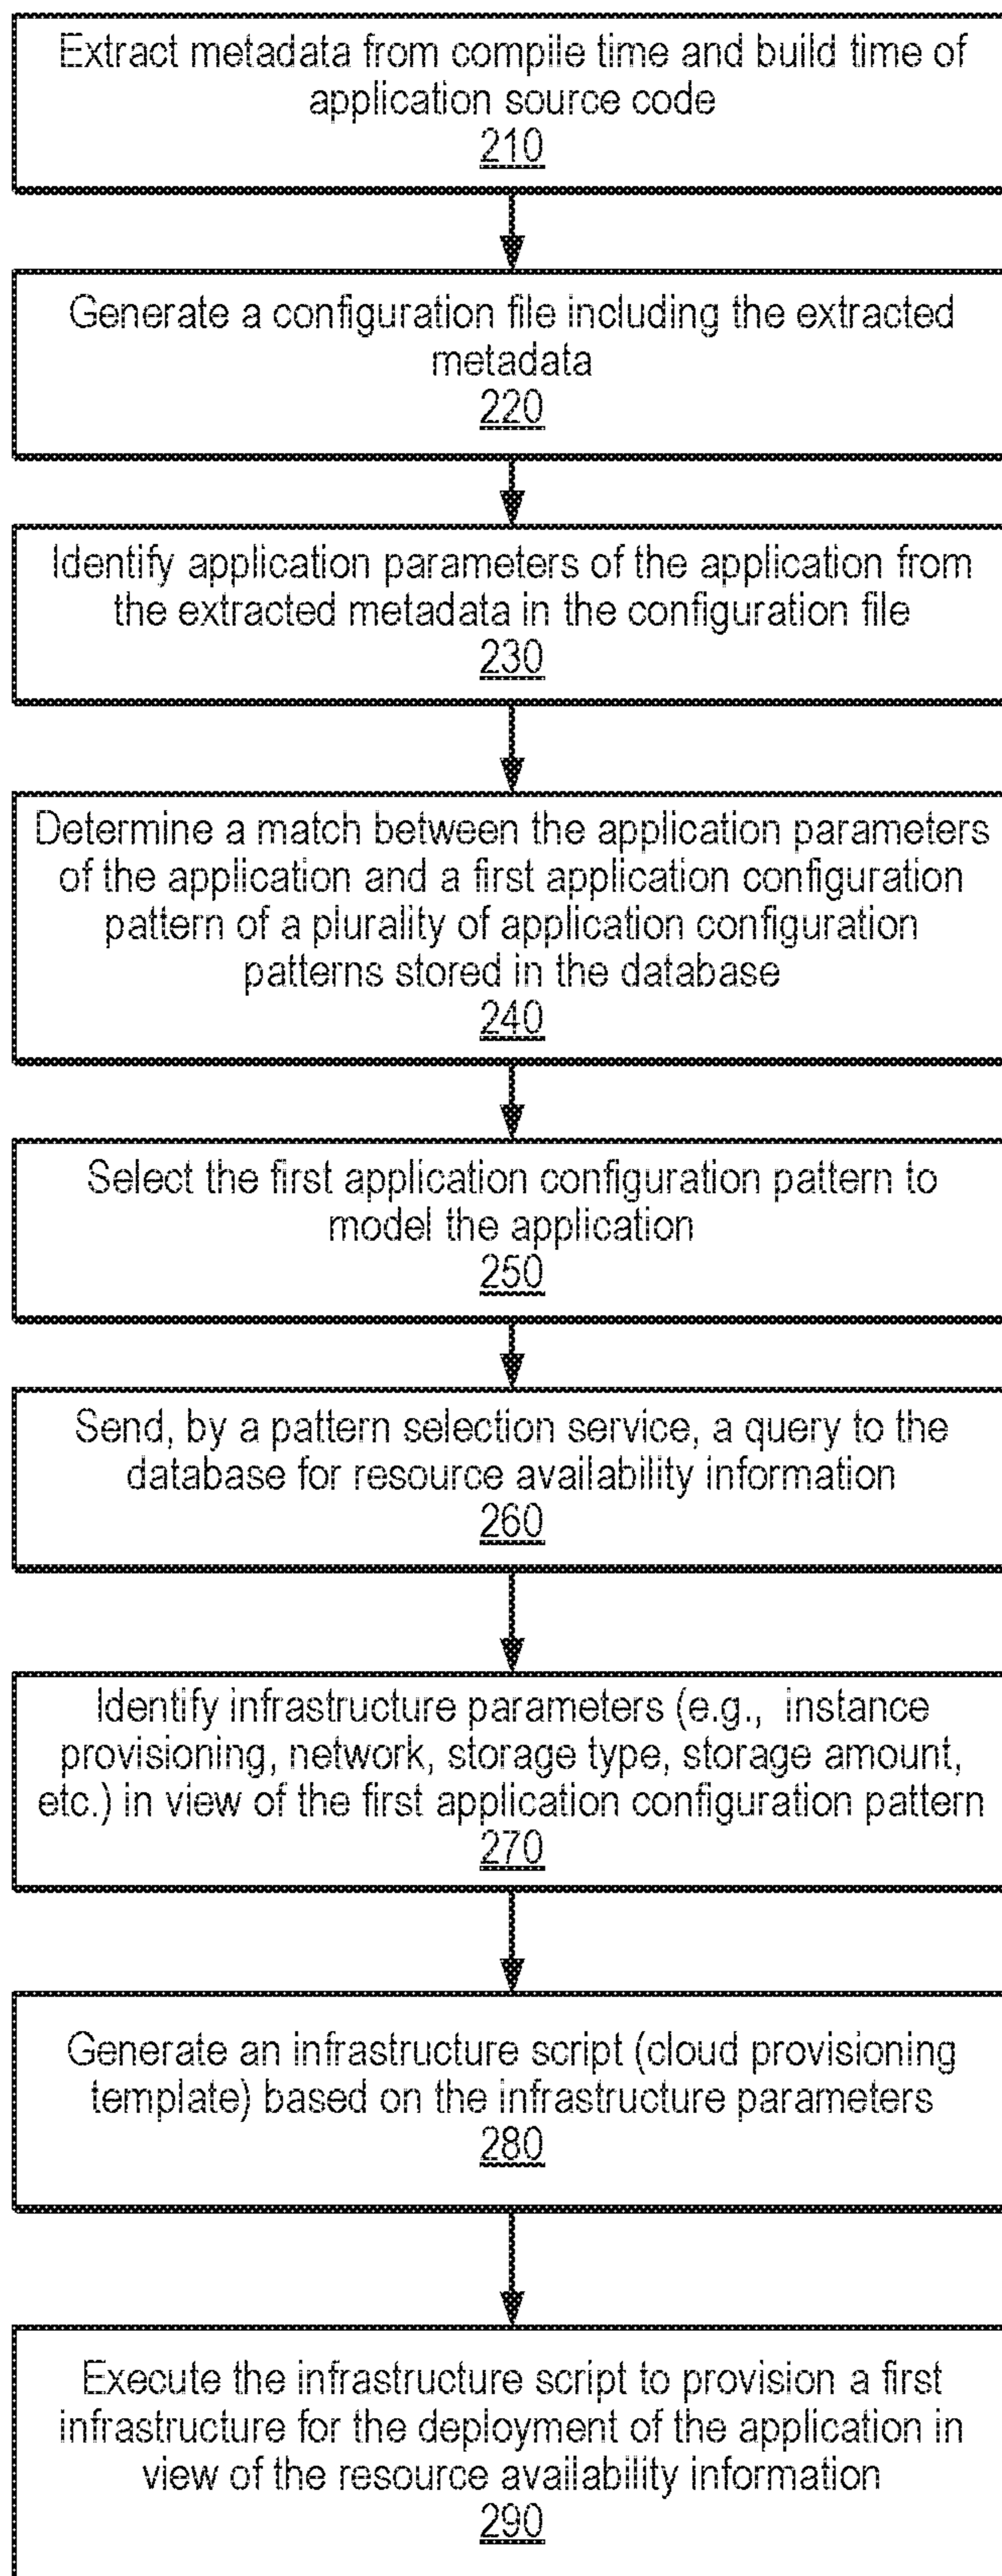 Extract metadata from compile time and build time of
application source code
210
Generate a configuration file including the extracted
metadata
220
Identify application parameters of the application from
the extracted metadata in the configuration file
230
Determine a match between the application parameters
of the application and a first application configuration
pattern of a plurality of application configuration
patterns stored in the database
240
Select the first application configuration pattern to
model the application
250
Send, by a pattern selection service, a query to the
database for resource availability information
260
Identify infrastructure parameters (e.g., instance
provisioning, network, storage type, storage amount,
etc.) in view of the first application configuration pattern
270
Generate an infrastructure script (cloud provisioning
template) based on the infrastructure parameters
280
Execute the infrastructure script to provision a first
infrastructure for the deployment of the application in
view of the resource availability information
290